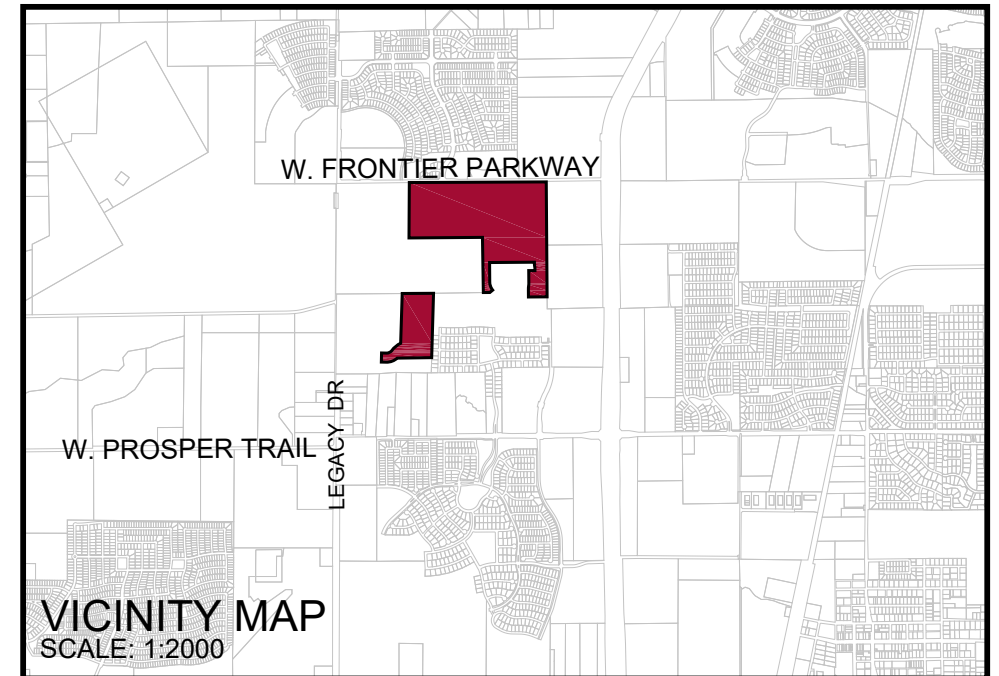 W. FRONTIER PARKWAY
LEGACY DR
W. PROSPER TRAIL
VICINITY MAP
SCALE: 1:2000